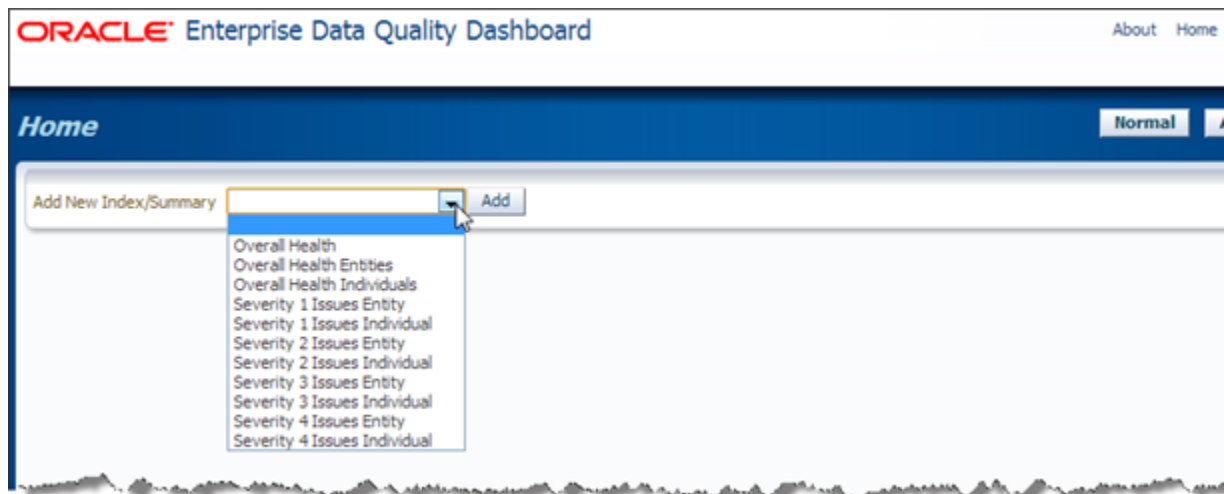 ORACLE Enterprise Data Quality Dashboard
About Home
Home
Normal
Add New Index/Summary Add
Overall Health
Overall Health Entities
Overall Health Individuals
Severity 1 Issues Entity
Severity 1 Issues Individual
Severity 2 Issues Entity
Severity 2 Issues Individual
Severity 3 Issues Entity
Severity 3 Issues Individual
Severity 4 Issues Entity
Severity 4 Issues Individual